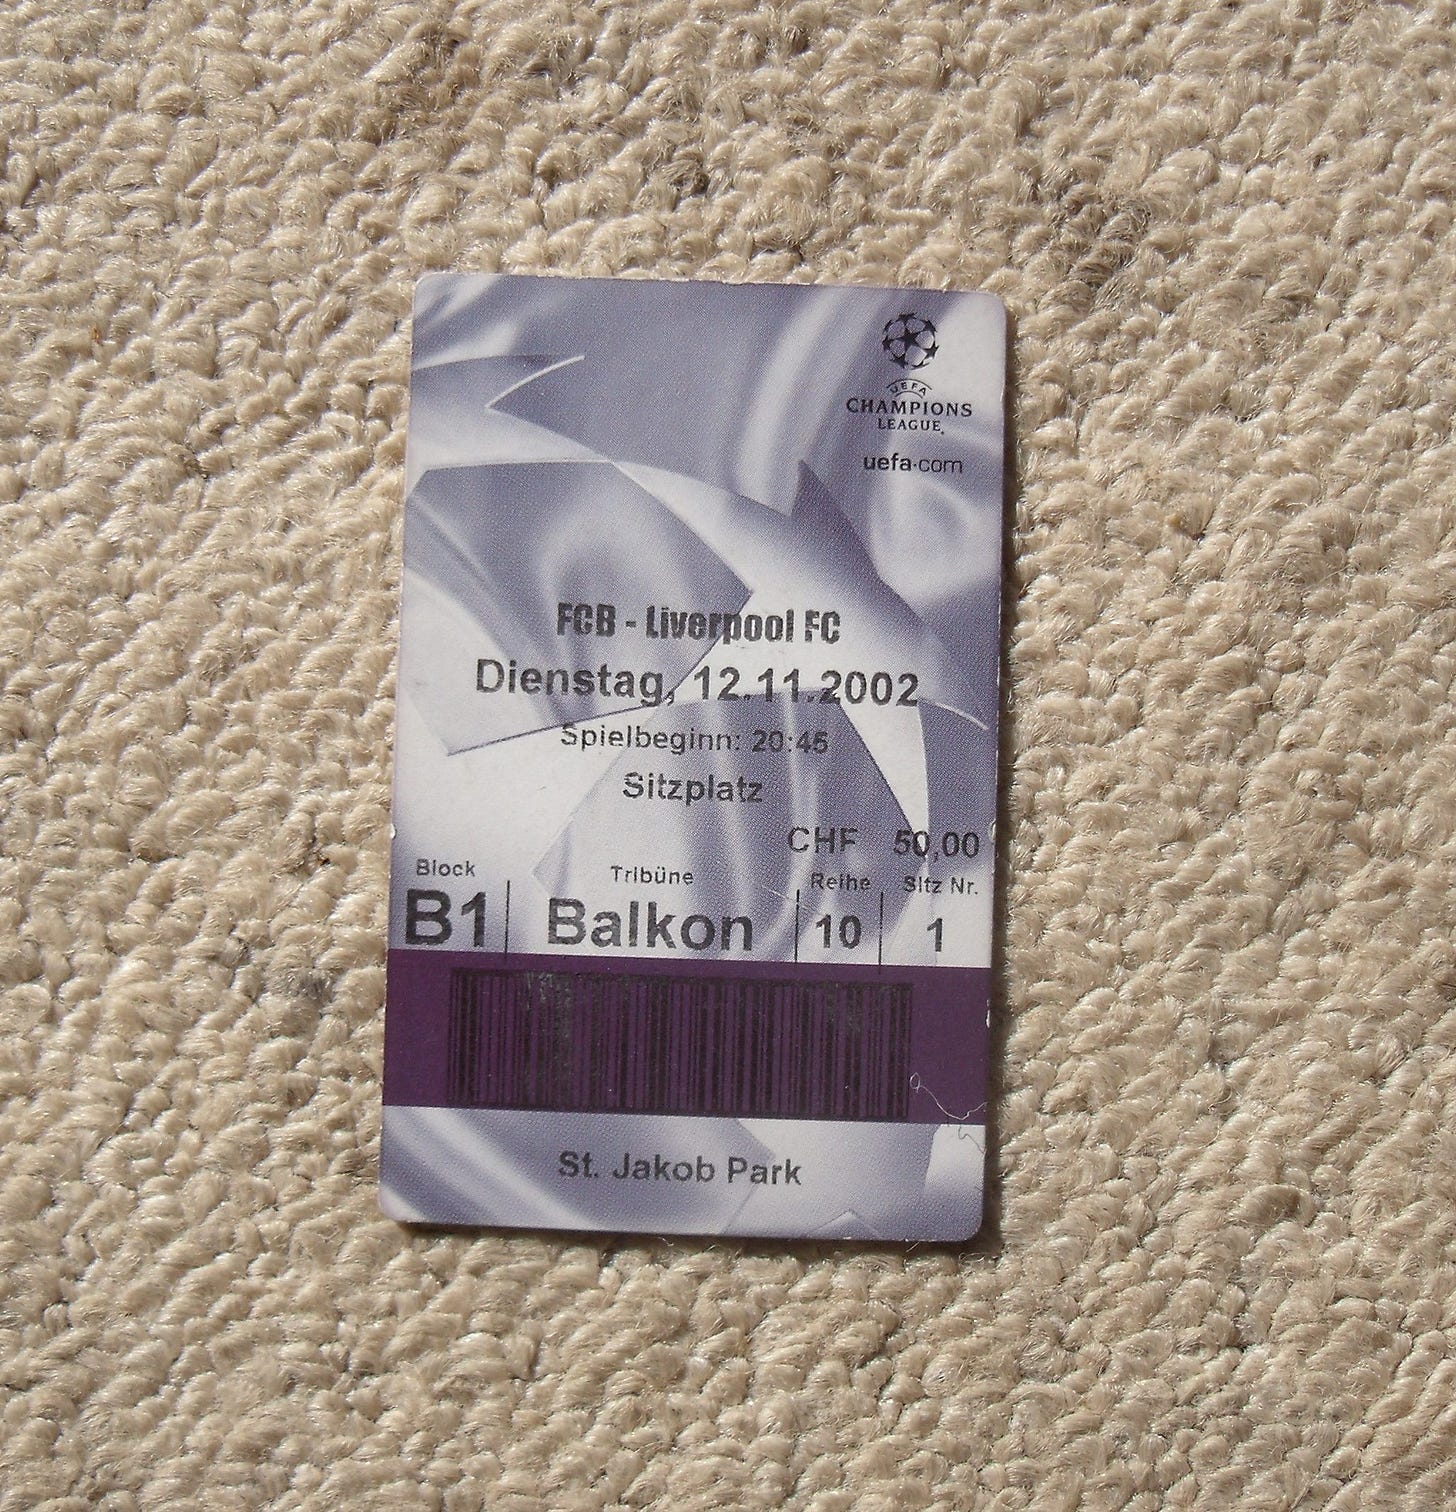 UEFA
CHAMPIONS
LEAGUE
uefa.com
FCB - Liverpool FC
Dienstag, 12.11.2002
Spielbeginn: 20:45
Sitzplatz
CHF 50,00
Block Tribüne Reihe Sitz Nr.
B1 Balkon 10 1
St. Jakob Park